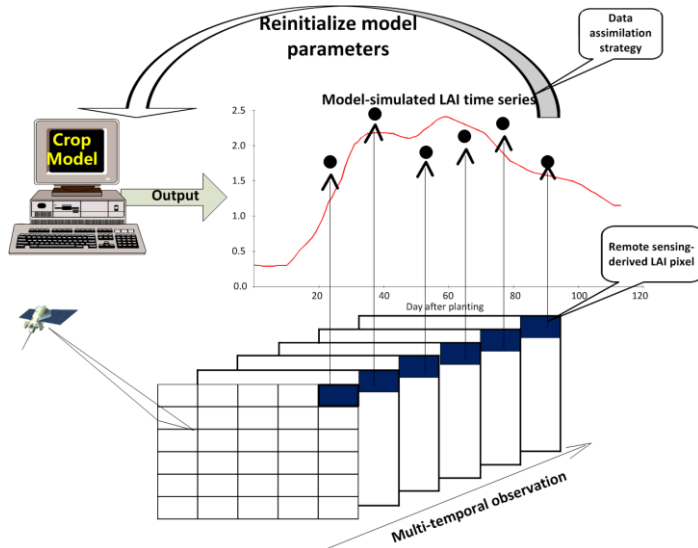 Reinitialize model
parameters
Data
assimilation
strategy
Model-simulated LAI time series
Crop
Model
Output
2.5
2.0
1.5
1.0
0.5
0.0
20
40
60
80
100
120
Day after planting
Remote sensing-
derived LAI pixel
Multi-temporal observation